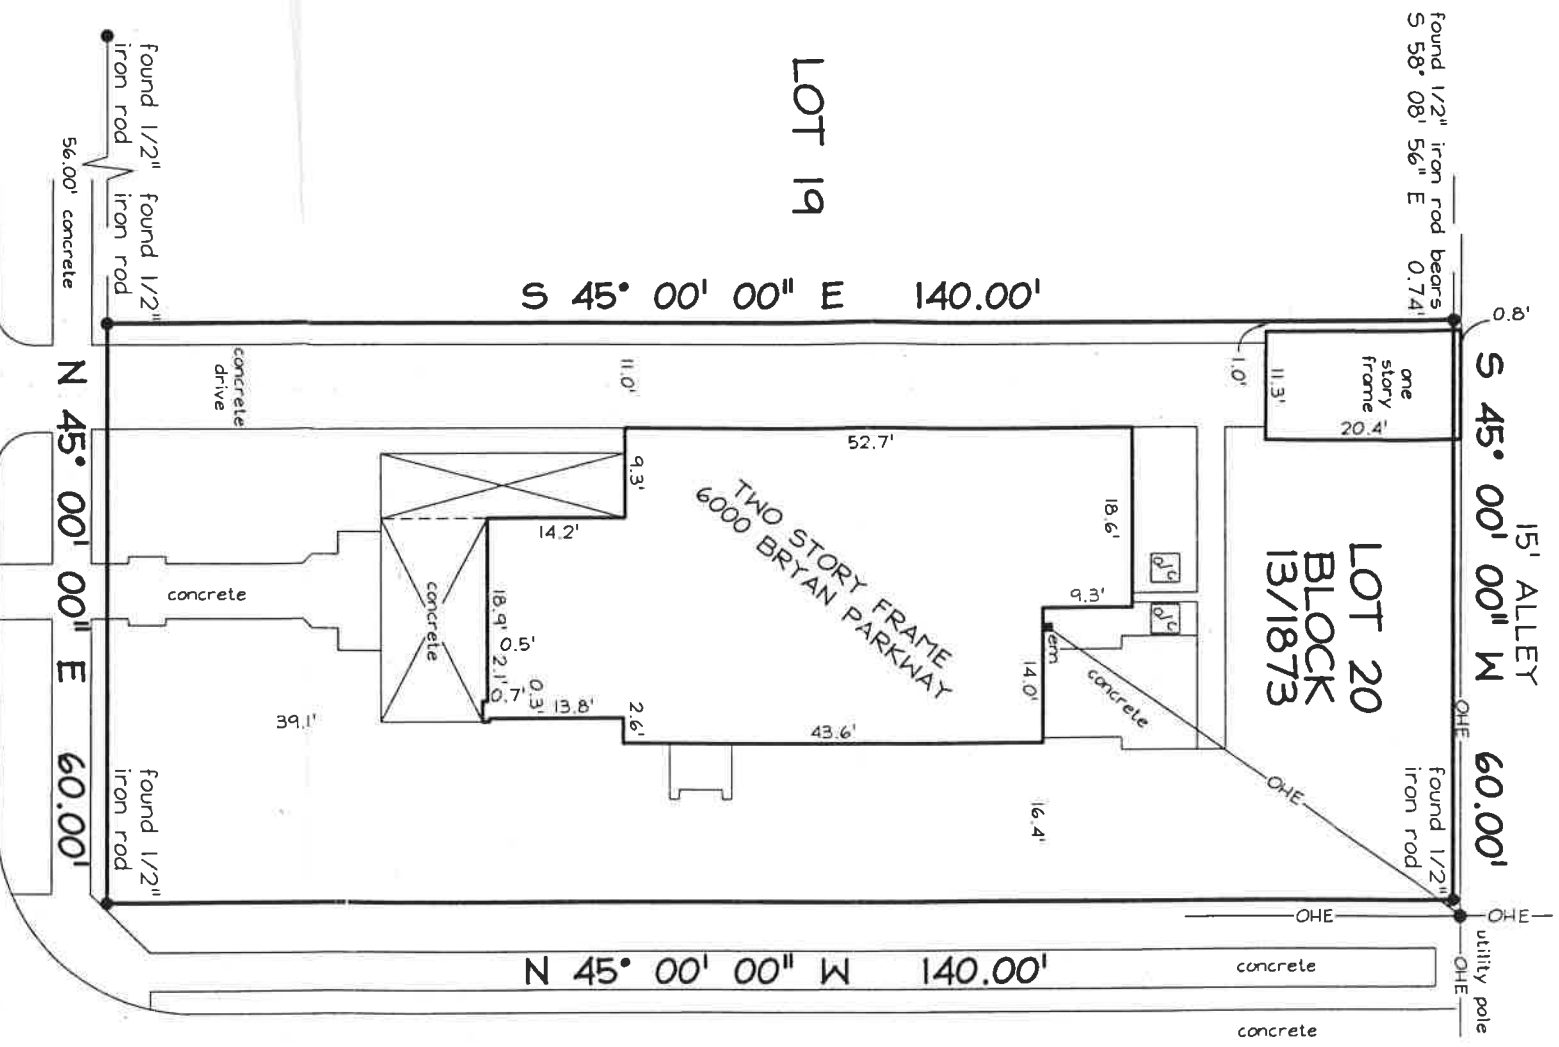 found 1/2" iron rod bears
S 58° 08' 56" E 0.74'
LOT 19
found 1/2"
iron rod
found 1/2"
iron rod
56.00'
concrete
S 45° 00' 00" E 140.00'
0.8'
S 45° 00' 00" W 60.00'
15' ALLEY
one
story
frame
11.3'
20.4'
1.0'
concrete
drive
11.0'
N 45° 00' 00" E 60.00'
52.7'
9.3'
14.2'
18.6'
9.3'
TWO STORY FRAME
6000 BRYAN PARKWAY
a/c
a/c
LOT 20
BLOCK
13/1873
concrete
concrete
18.9'
0.5'
2.1'
0.7'
0.3'
13.8'
2.6'
43.6'
14.0'
em
concrete
39.1'
16.4'
OHE
OHE
found 1/2"
iron rod
found 1/2"
iron rod
OHE
OHE
OHE
utility pole
N 45° 00' 00" W 140.00'
concrete
concrete